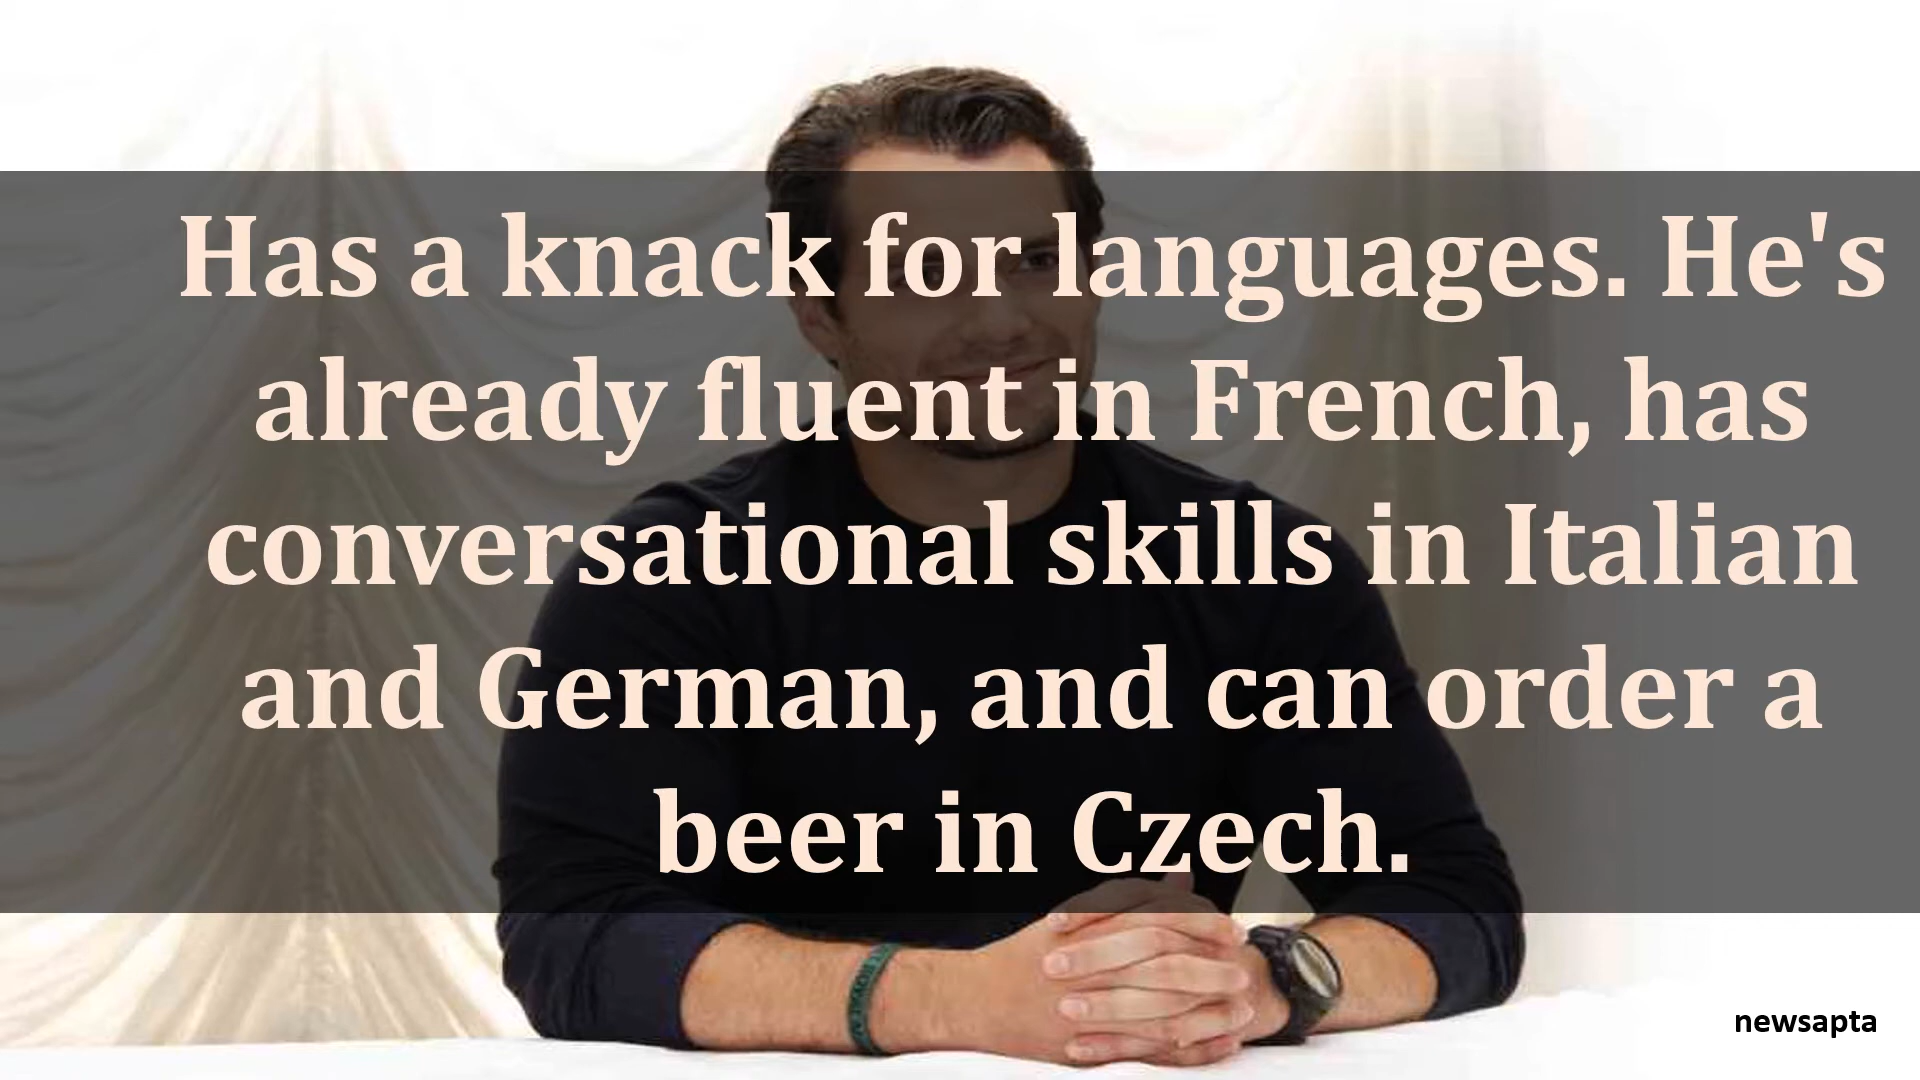 Has a knack for languages. He's
already fluent in French, has
conversational skills in Italian
and German, and can order a
beer in Czech.
newsapta